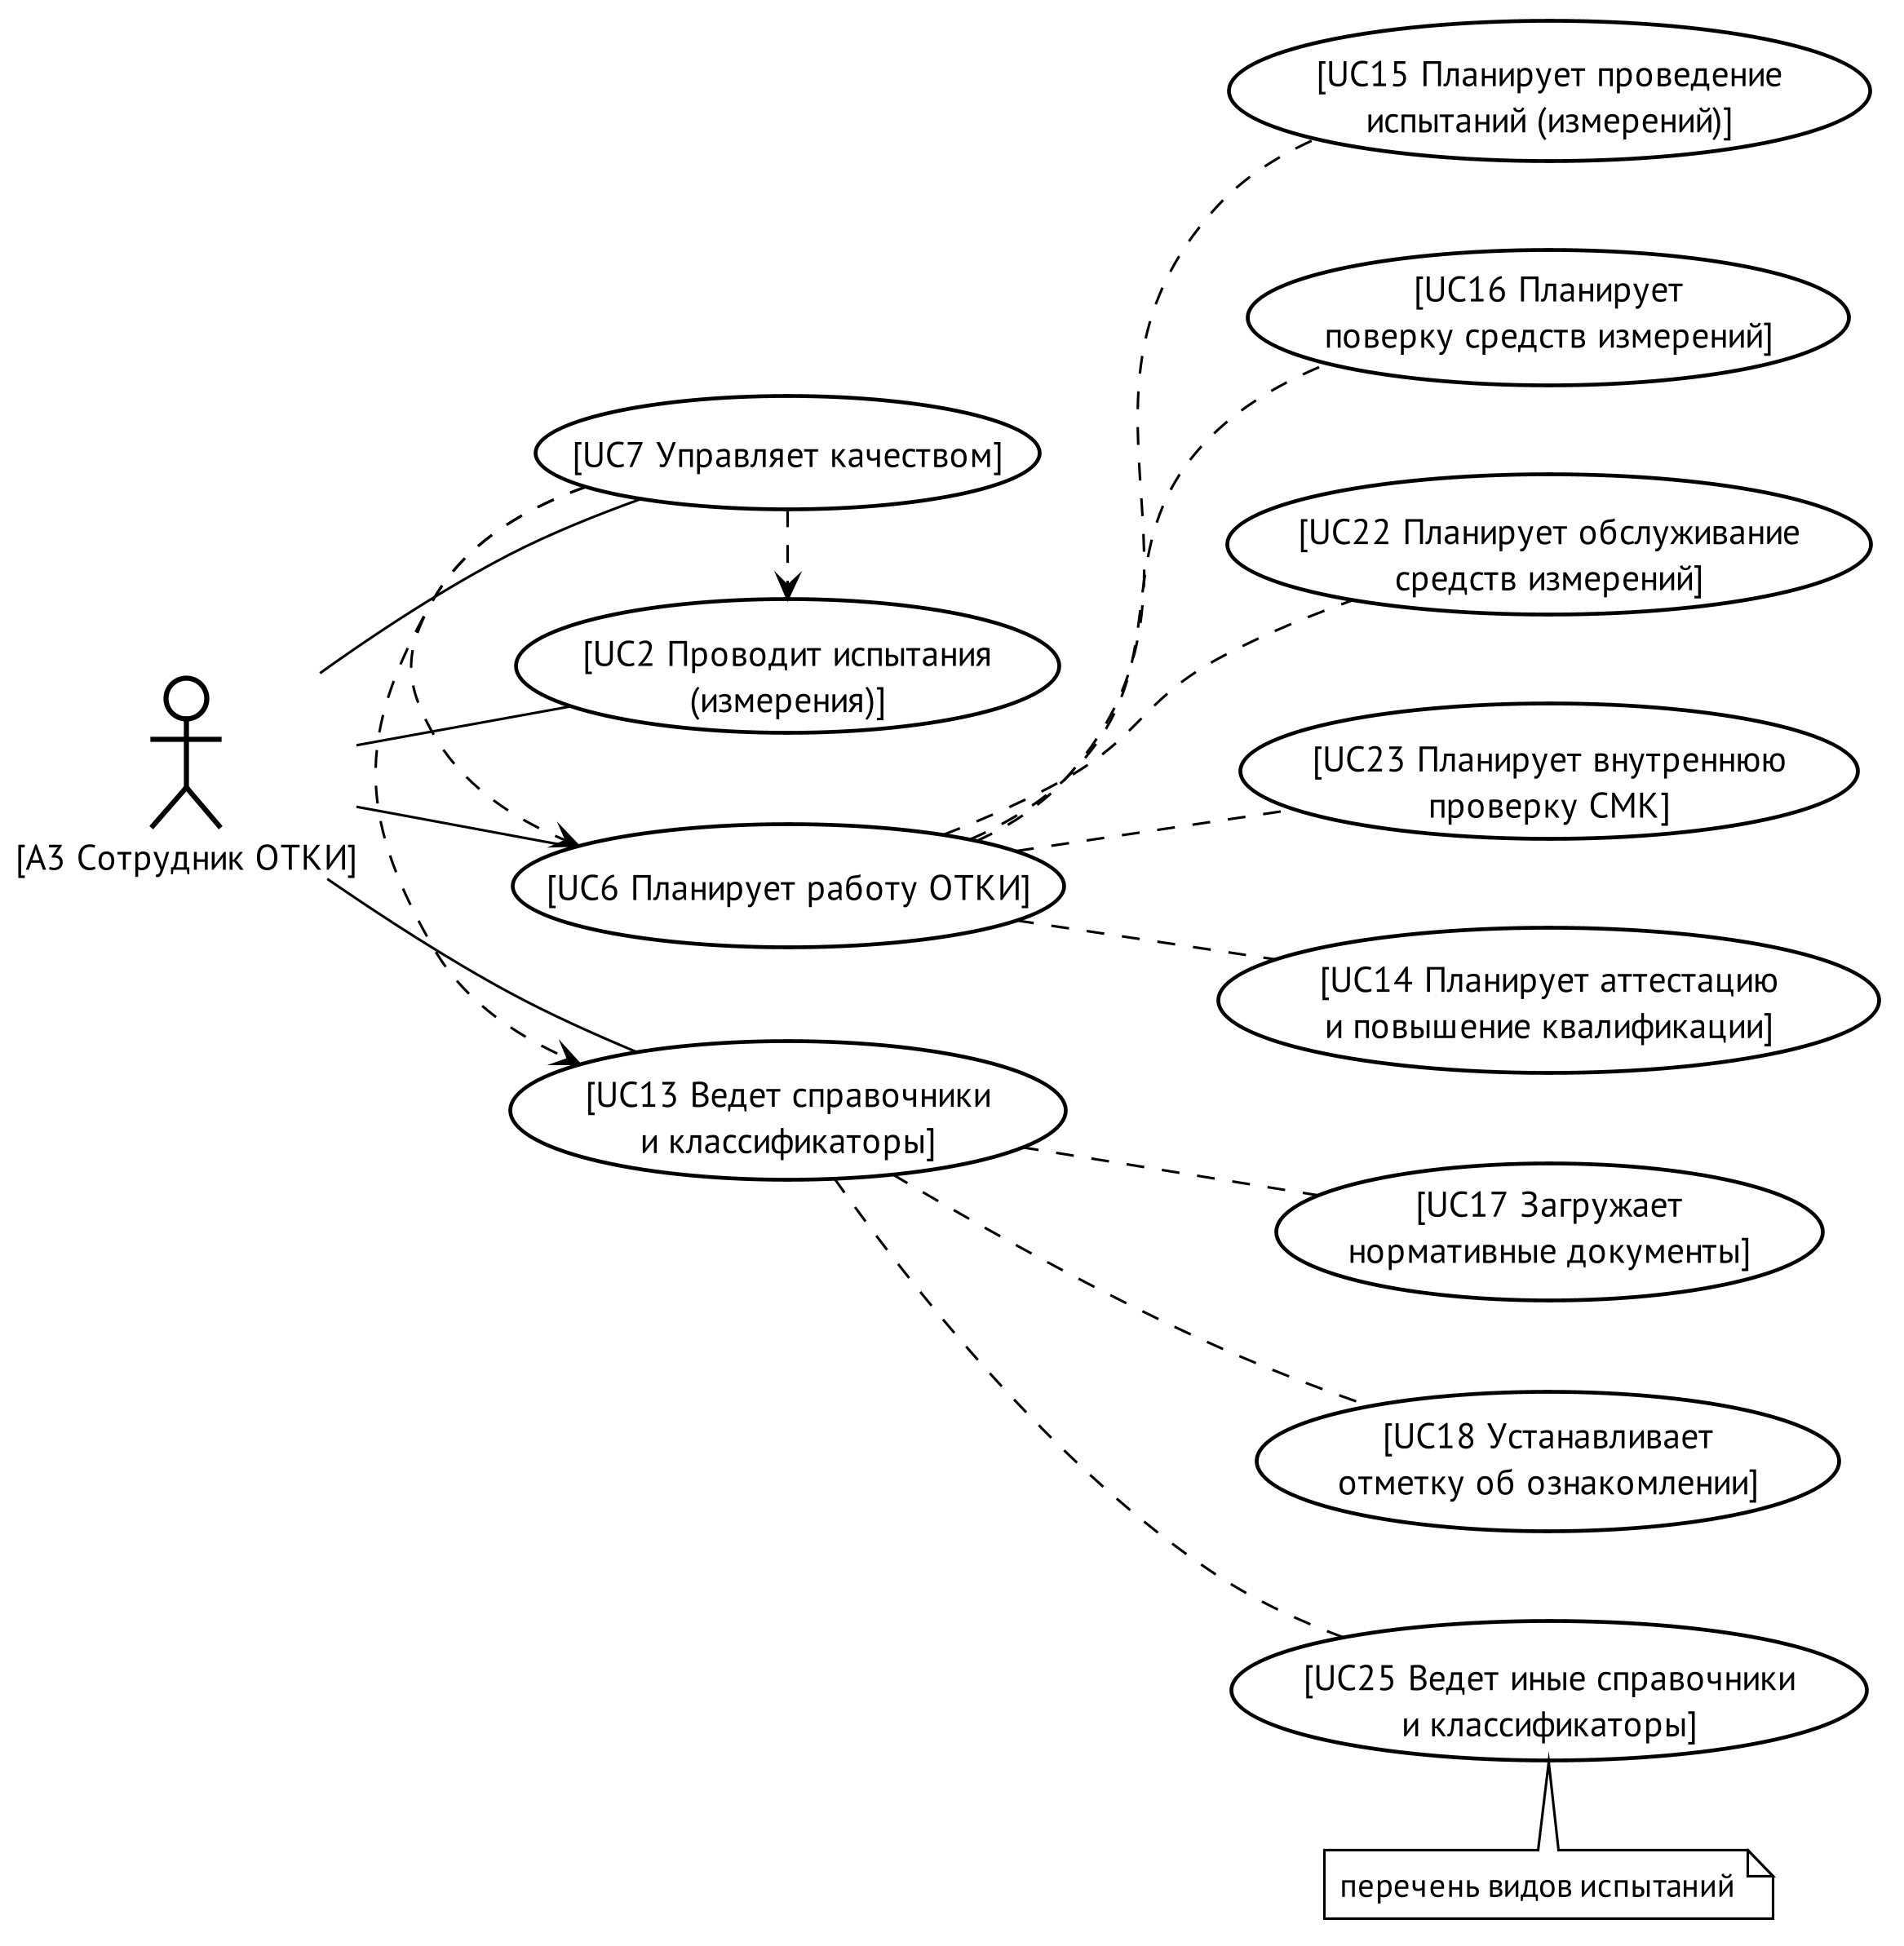 [UC15 Планирует проведение
испытаний (измерений)]
[UC16 Планирует
поверку средств измерений]
[UC7 Управляет качеством]
[UC22 Планирует обслуживание
средств измерений]
[UC2 Проводит испытания
(измерения)]
[UC23 Планирует внутреннюю
проверку СМК]
[А3 Сотрудник ОТКИ]
[UC6 Планирует работу ОТКИ]
[UC14 Планирует аттестацию
и повышение квалификации]
[UC13 Ведет справочники
и классификаторы]
[UC17 Загружает
нормативные документы]
[UC18 Устанавливает
отметку об ознакомлении]
[UC25 Ведет иные справочники
и классификаторы]
перечень видов испытаний